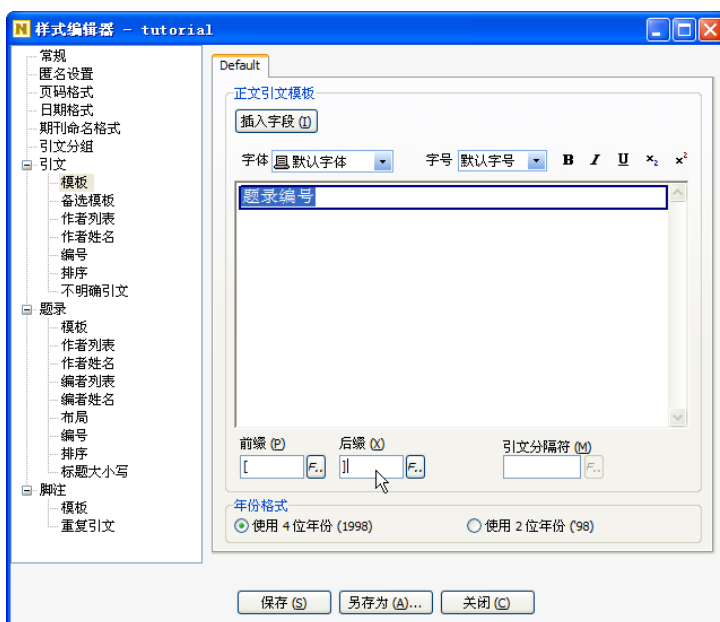 样式编辑器 - tutorial
常规
匿名设置
页码格式
日期格式
期刊命名格式
引文分组
引文
模板
备选模板
作者列表
作者姓名
编号
排序
不明确引文
题录
模板
作者列表
作者姓名
编者列表
编者姓名
布局
编号
排序
标题大小写
脚注
模板
重复引文
Default
正文引文模板
插入字段 (I)
字体 默认字体 字号 默认字号 B I U x₂ x²
题录编号
前缀 (P) 后缀 (X) 引文分隔符 (M)
[ F.. ] F.. F..
年份格式
使用 4 位年份 (1998) 使用 2 位年份 ('98)
保存 (S) 另存为 (A)... 关闭 (C)